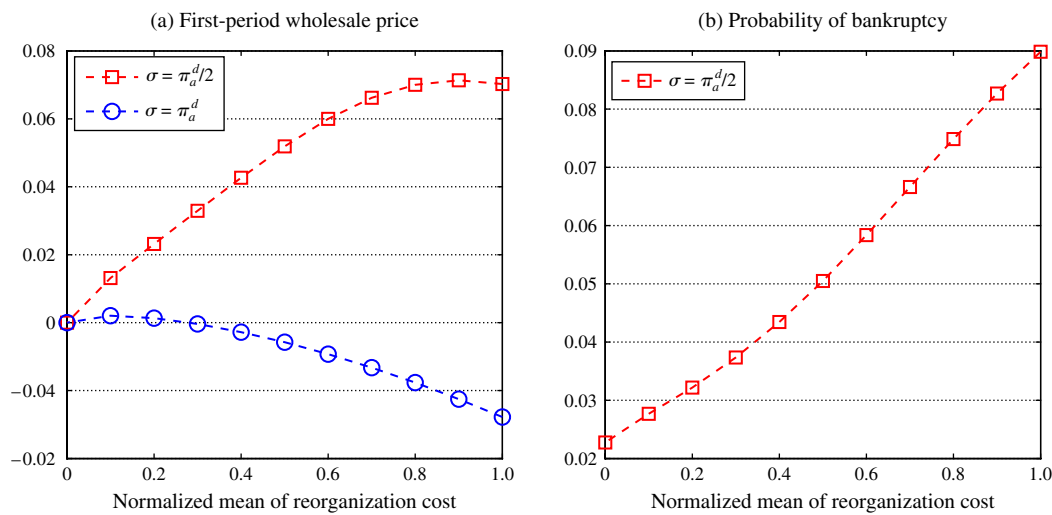 (a) First-period wholesale price
0.08
0.06
0.04
0.02
0
−0.04
−0.02
σ = π_a^d/2
σ = π_a^d
0 0.2 0.4 0.6 0.8 1.0
Normalized mean of reorganization cost
(b) Probability of bankruptcy
0.09
0.08
0.07
0.06
0.05
0.04
0.03
0.02
σ = π_a^d/2
0 0.2 0.4 0.6 0.8 1.0
Normalized mean of reorganization cost